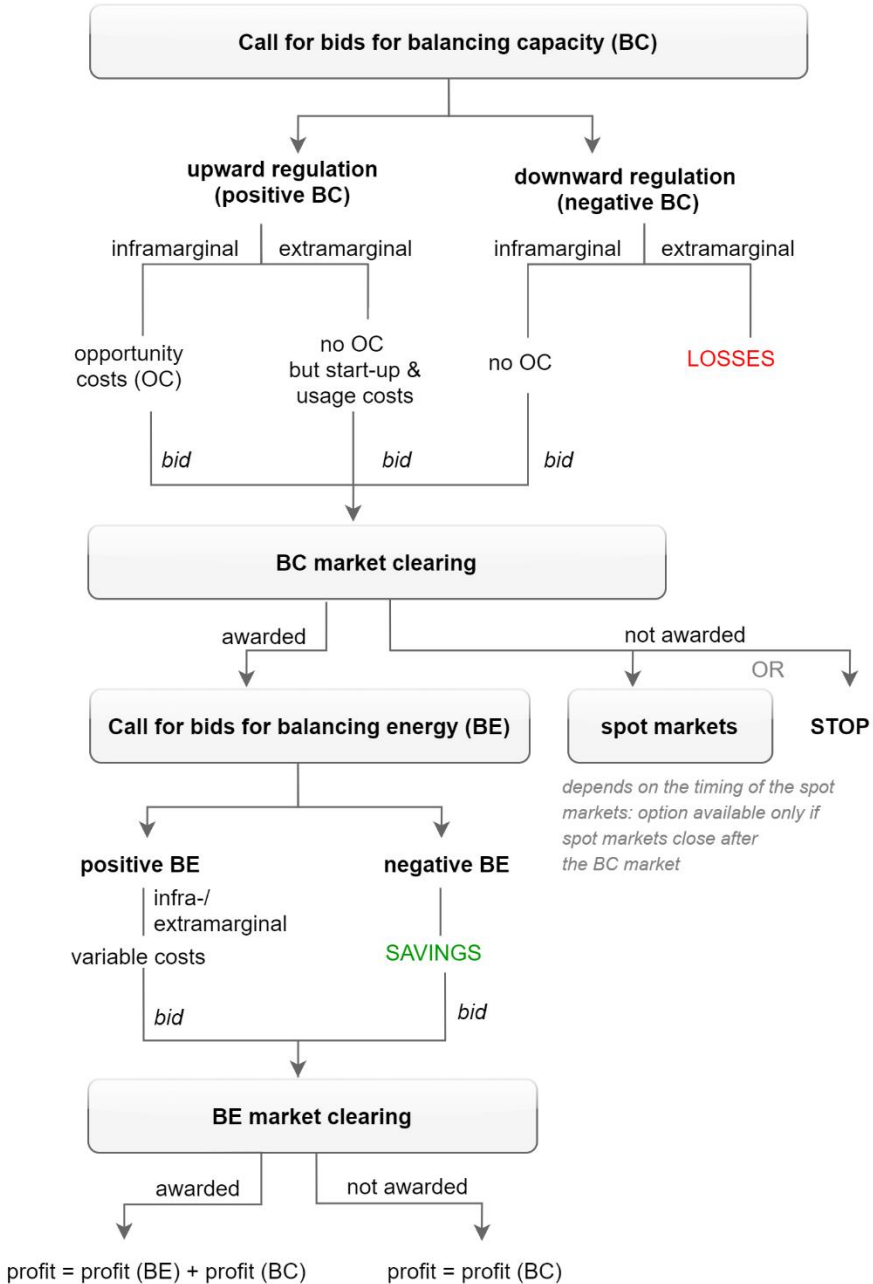 Call for bids for balancing capacity (BC)
upward regulation
(positive BC)
downward regulation
(negative BC)
inframarginal
extramarginal
inframarginal
extramarginal
opportunity
costs (OC)
no OC
but start-up &
usage costs
no OC
LOSSES
bid
bid
bid
BC market clearing
awarded
not awarded
OR
Call for bids for balancing energy (BE)
spot markets
STOP
depends on the timing of the spot
markets: option available only if
spot markets close after
the BC market
positive BE
negative BE
infra-/
extramarginal
variable costs
SAVINGS
bid
bid
BE market clearing
awarded
not awarded
profit = profit (BE) + profit (BC)
profit = profit (BC)